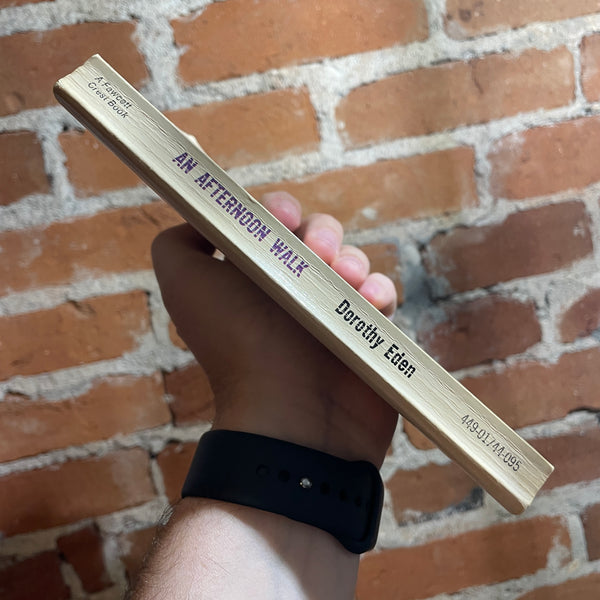 A Fawcett
Crest Book
AN AFTERNOON WALK
Dorothy Eden
449-01744-095